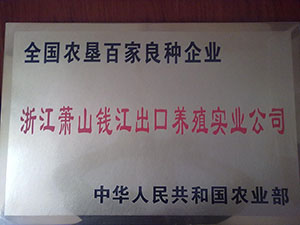 全国农垦百家良种企业
浙江萧山钱江出口养殖实业公司
中华人民共和国农业部